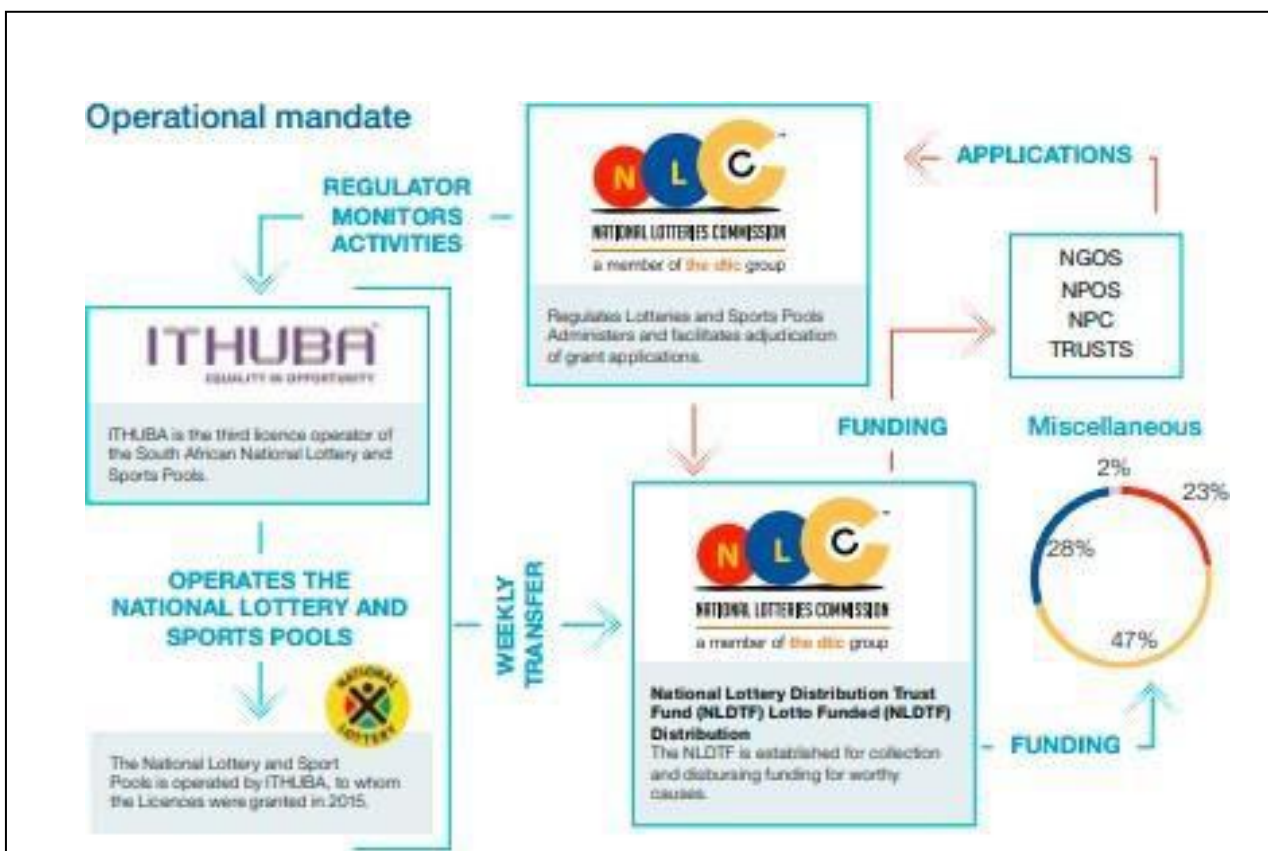 Operational mandate
NLC
NATIONAL LOTTERIES COMMISSION
a member of the dtic group
Regulates Lotteries and Sports Pools
Administers and facilitates adjudication
of grant applications.
APPLICATIONS
REGULATOR
MONITORS
ACTIVITIES
NGOS
NPOS
NPC
TRUSTS
ITHUBA
EQUALITY IN OPPORTUNITY
ITHUBA is the third licence operator of
the South African National Lottery and
Sports Pools.
FUNDING
Miscellaneous
2%
23%
28%
47%
OPERATES THE
NATIONAL LOTTERY AND
SPORTS POOLS
WEEKLY
TRANSFER
NLC
NATIONAL LOTTERIES COMMISSION
a member of the dtic group
National Lottery Distribution Trust
Fund (NLDTF) Lotto Funded (NLDTF)
Distribution
The NLDTF is established for collection
and disbursing funding for worthy
causes.
FUNDING
NATIONAL
LOTTERY
The National Lottery and Sport
Pools is operated by ITHUBA, to whom
the Licences were granted in 2015.